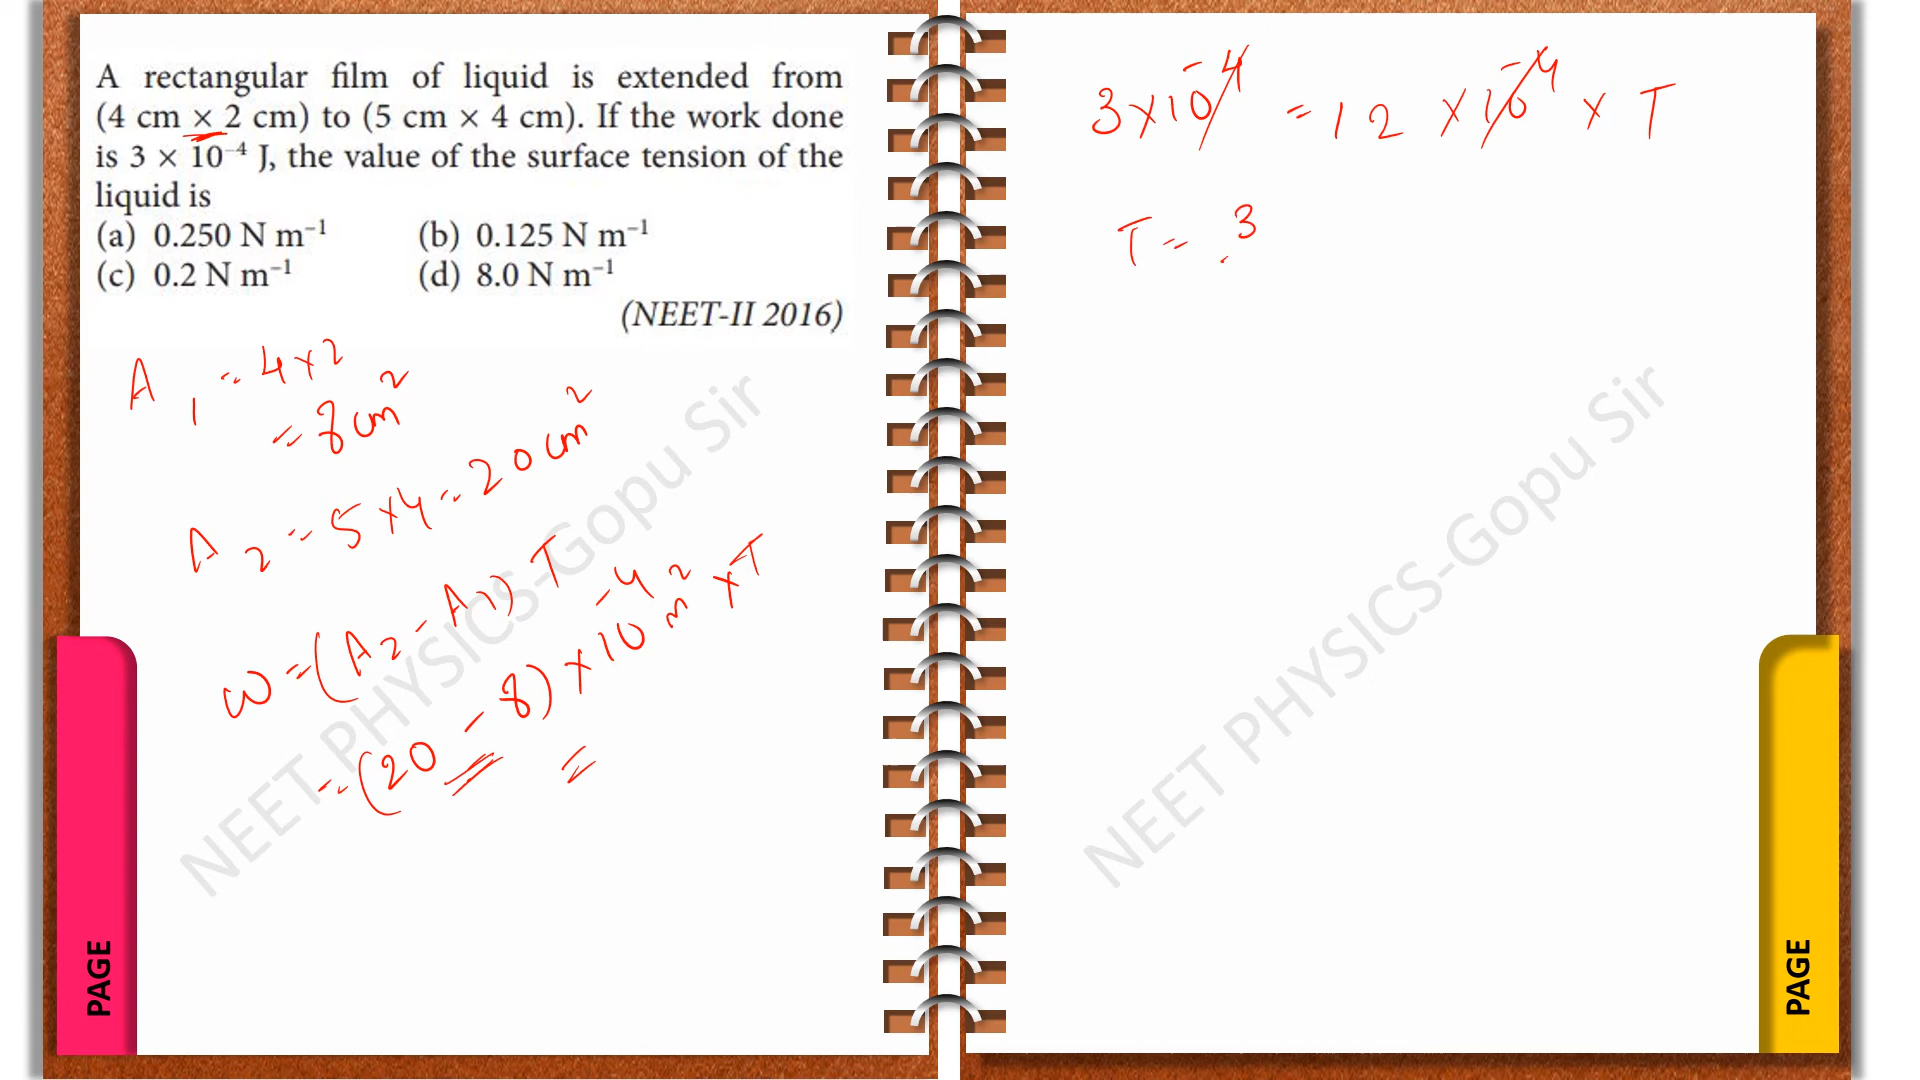 A rectangular film of liquid is extended from
(4 cm × 2 cm) to (5 cm × 4 cm). If the work done
is 3 × 10⁻⁴ J, the value of the surface tension of the
liquid is
(a) 0.250 N m⁻¹ (b) 0.125 N m⁻¹
(c) 0.2 N m⁻¹ (d) 8.0 N m⁻¹
(NEET-II 2016)
A₁ = 4×2
= 8cm²
A₂ = 5×4 = 20cm²
W = (A₂ - A₁) T
= (20 - 8) × 10⁻⁴ m² × T
=
NEET PHYSICS-Gopu Sir
PAGE
3×10⁻⁴ = 12 × 10⁻⁴ × T
T = 3
NEET PHYSICS-Gopu Sir
PAGE